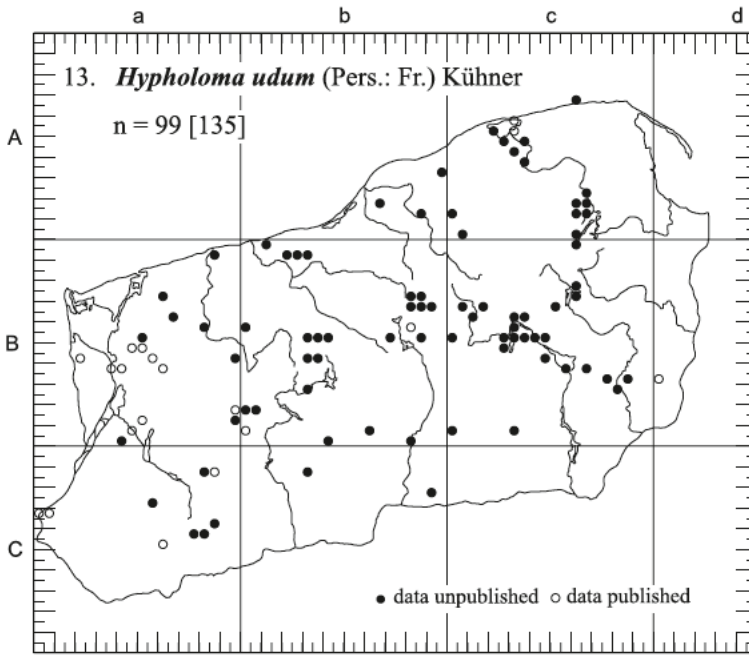 a b c d
13. Hypholoma udum (Pers.: Fr.) Kühner
n = 99 [135]
A
B
C
data unpublished data published